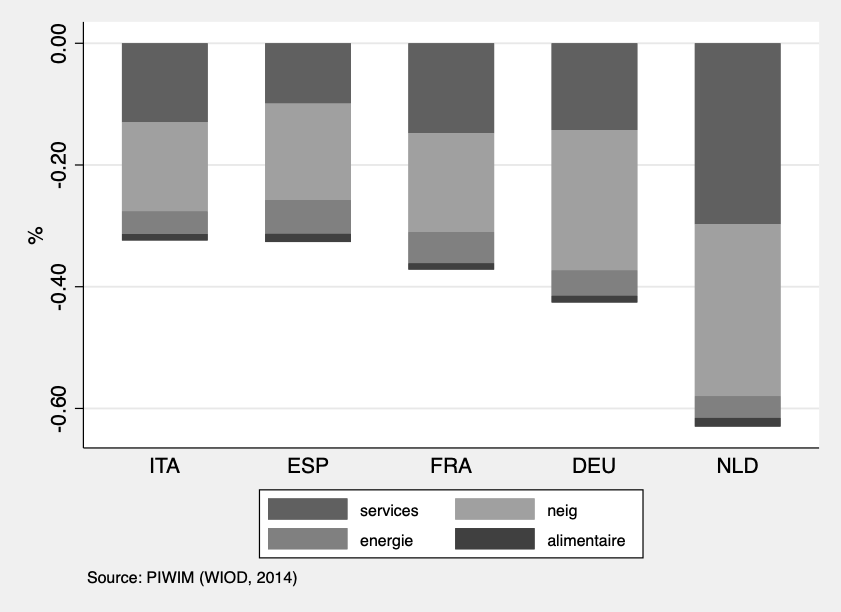 0.00
-0.20
-0.40
-0.60
%
ITA ESP FRA DEU NLD
services neig
energie alimentaire
Source: PIWIM (WIOD, 2014)